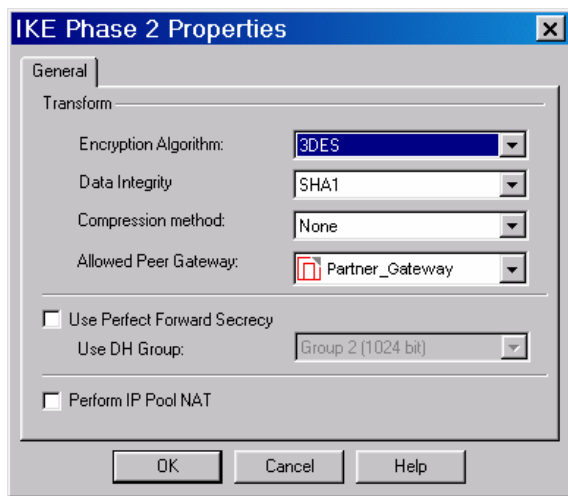 IKE Phase 2 Properties
General
Transform
Encryption Algorithm: 3DES
Data Integrity SHA1
Compression method: None
Allowed Peer Gateway: Partner_Gateway
Use Perfect Forward Secrecy
Use DH Group: Group 2 (1024 bit)
Perform IP Pool NAT
OK Cancel Help